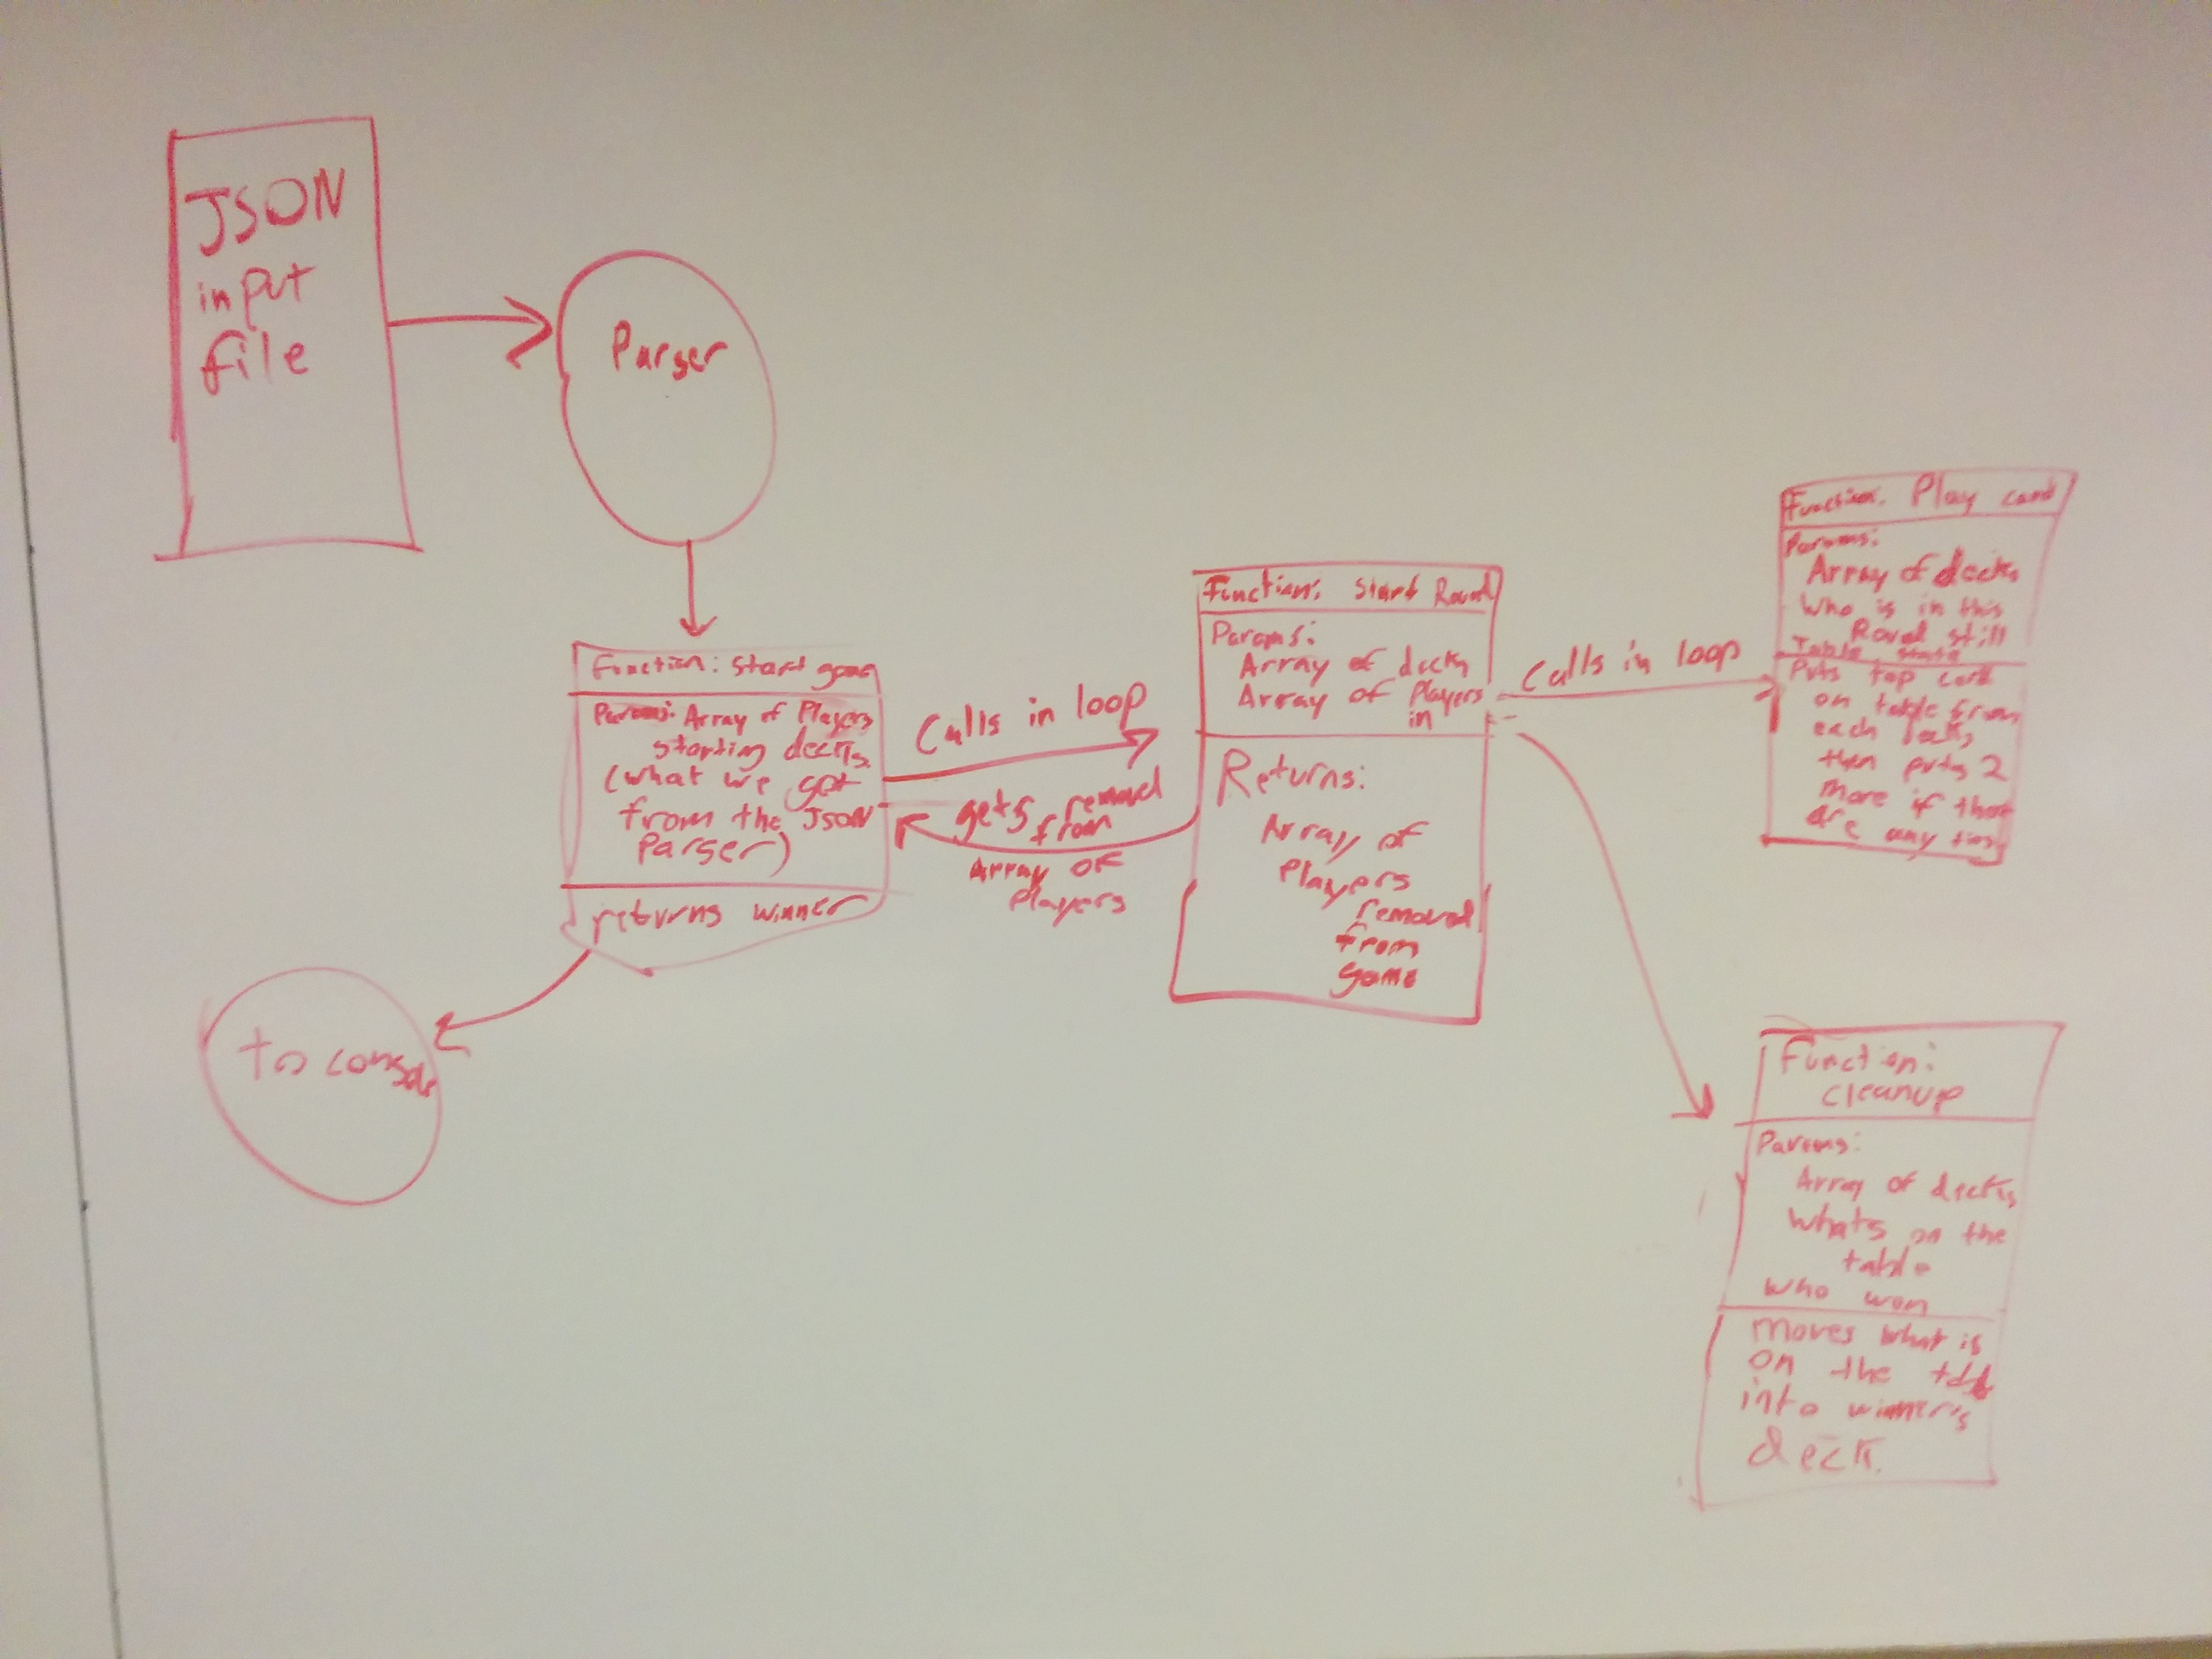 JSON
input
file
Parser
Function: Start game
Params: Array of Players
starting decks
(what we got
from the JSON
Parser)
returns winner
to console
Calls in loop
gets removed
from
Array of
Players
Function: Start Round
Params:
Array of decks
Array of Players
in
Returns:
Array of
Players
removed
from
game
Calls in loop
Function: Play card
Params:
Array of decks
Who is in this
Round still
Table state
Puts top card
on table from
each deck,
then puts 2
more if there
are any ties
Function:
cleanup
Params:
Array of decks
Whats on the
table
Who won
Moves what is
on the table
into winner's
deck.